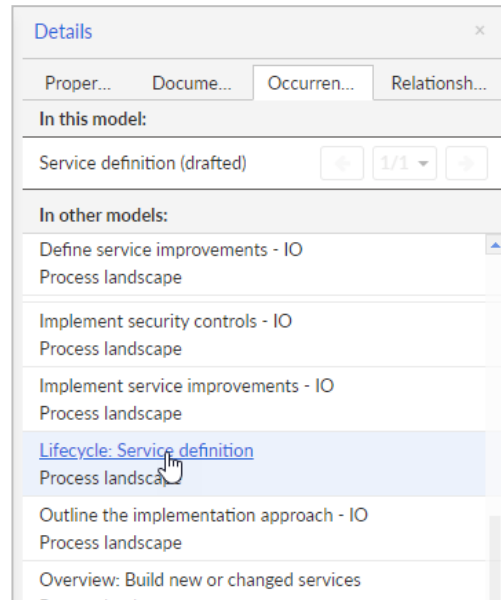 Details ×
Proper... Docume... Occurren... Relationsh...
In this model:
Service definition (drafted) 1/1
In other models:
Define service improvements - IO
Process landscape
Implement security controls - IO
Process landscape
Implement service improvements - IO
Process landscape
Lifecycle: Service definition
Process landscape
Outline the implementation approach - IO
Process landscape
Overview: Build new or changed services